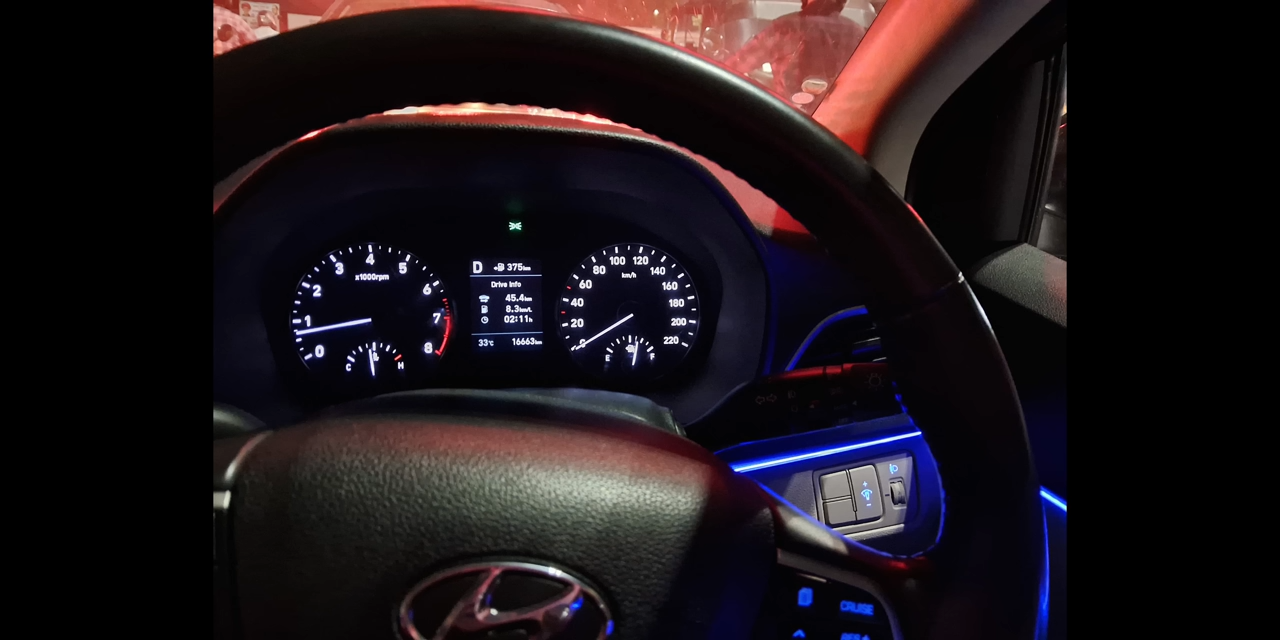 4
3
5
x1000rpm
2
6
1
7
0
8
C
H
D
375km
Drive Info
45.4km
8.3km/L
02:11h
33°C
16663km
100
120
80
140
km/h
60
160
40
180
20
200
0
220
E
F
+
-
CRUISE